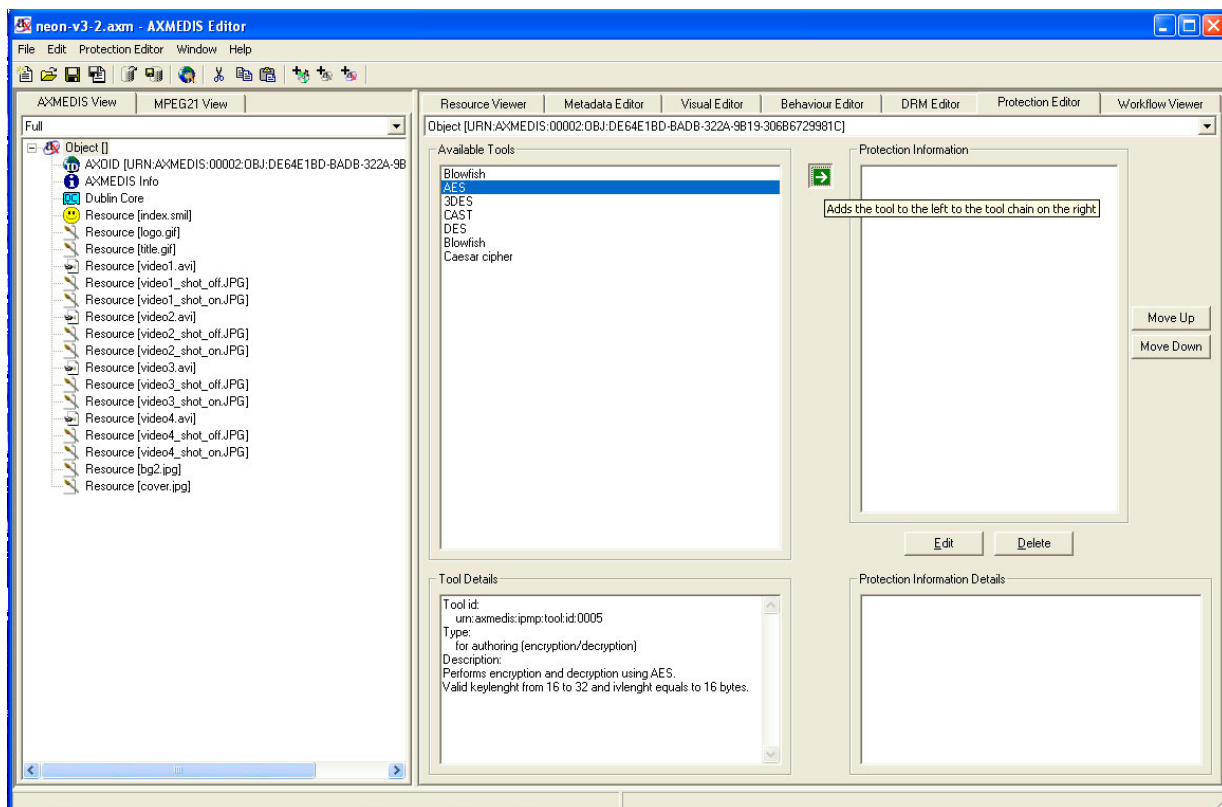 neon-v3-2.axm - AXMEDIS Editor
File Edit Protection Editor Window Help
AXMEDIS View MPEG21 View
Full
Object []
AXOID [URN:AXMEDIS:00002:OBJ:DE64E1BD-BADB-322A-9B
AXMEDIS Info
Dublin Core
Resource [index.smil]
Resource [logo.gif]
Resource [title.gif]
Resource [video1.avi]
Resource [video1_shot_off.JPG]
Resource [video1_shot_on.JPG]
Resource [video2.avi]
Resource [video2_shot_off.JPG]
Resource [video2_shot_on.JPG]
Resource [video3.avi]
Resource [video3_shot_off.JPG]
Resource [video3_shot_on.JPG]
Resource [video4.avi]
Resource [video4_shot_off.JPG]
Resource [video4_shot_on.JPG]
Resource [bg2.jpg]
Resource [cover.jpg]
Resource Viewer Metadata Editor Visual Editor Behaviour Editor DRM Editor Protection Editor Workflow Viewer
Object [URN:AXMEDIS:00002:OBJ:DE64E1BD-BADB-322A-9B19-306B6729981C]
Available Tools
Blowfish
AES
3DES
CAST
DES
Blowfish
Caesar cipher
Adds the tool to the left to the tool chain on the right
Protection Information
Move Up
Move Down
Edit Delete
Tool Details
Tool id:
urn:axmedis:ipmp:tool:id:0005
Type:
for authoring (encryption/decryption)
Description:
Performs encryption and decryption using AES.
Valid keylenght from 16 to 32 and ivlenght equals to 16 bytes.
Protection Information Details